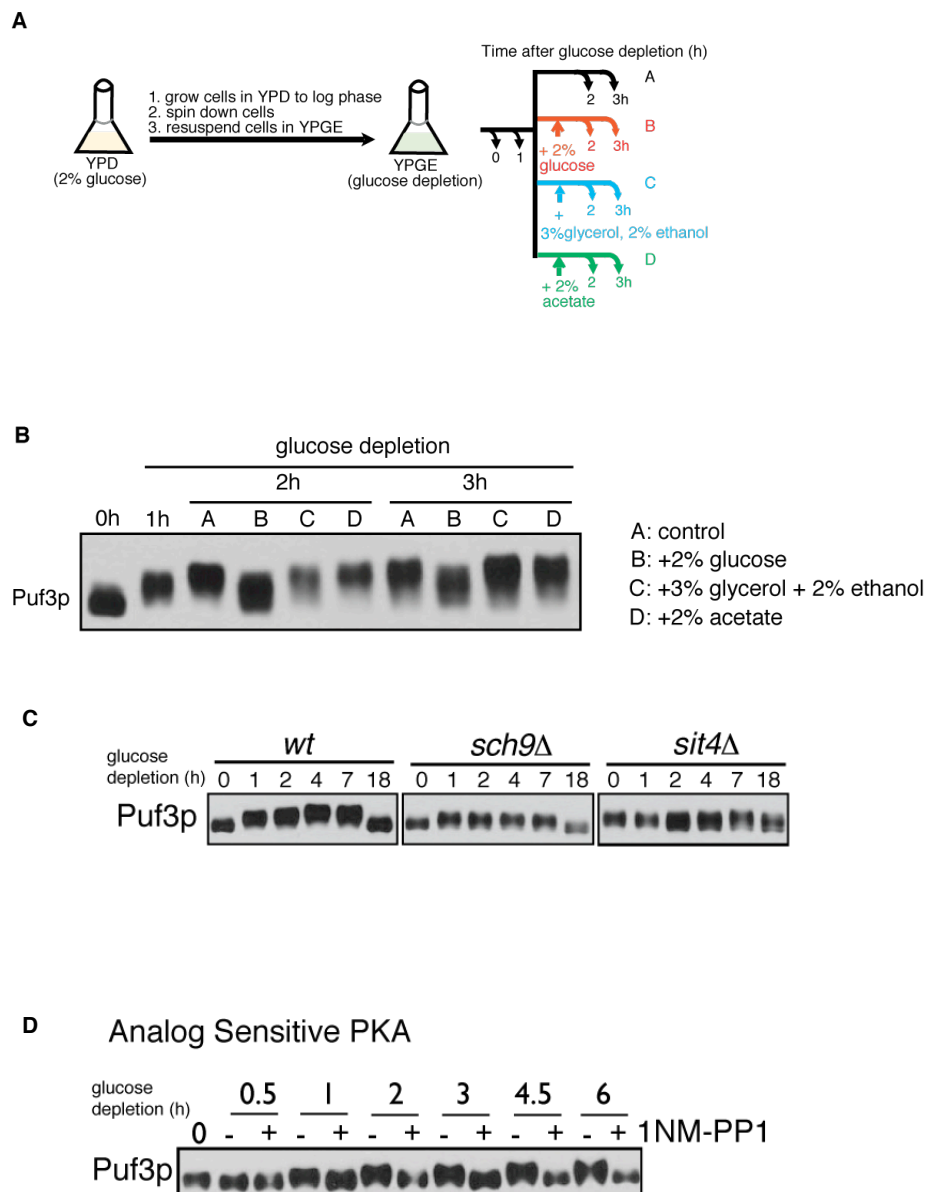 A
Time after glucose depletion (h)
1. grow cells in YPD to log phase
2. spin down cells
3. resuspend cells in YPGE
YPD
(2% glucose)
YPGE
(glucose depletion)
0 1
2 3h
A
+ 2%
glucose
2 3h
B
+
3%glycerol, 2% ethanol
2 3h
C
+ 2%
acetate
2 3h
D
B
glucose depletion
2h 3h
0h 1h A B C D A B C D
Puf3p
A: control
B: +2% glucose
C: +3% glycerol + 2% ethanol
D: +2% acetate
C
wt sch9Δ sit4Δ
glucose
depletion (h) 0 1 2 4 7 18 0 1 2 4 7 18 0 1 2 4 7 18
Puf3p
D Analog Sensitive PKA
glucose
depletion (h) 0.5 1 2 3 4.5 6
0 - + - + - + - + - + - + 1NM-PP1
Puf3p